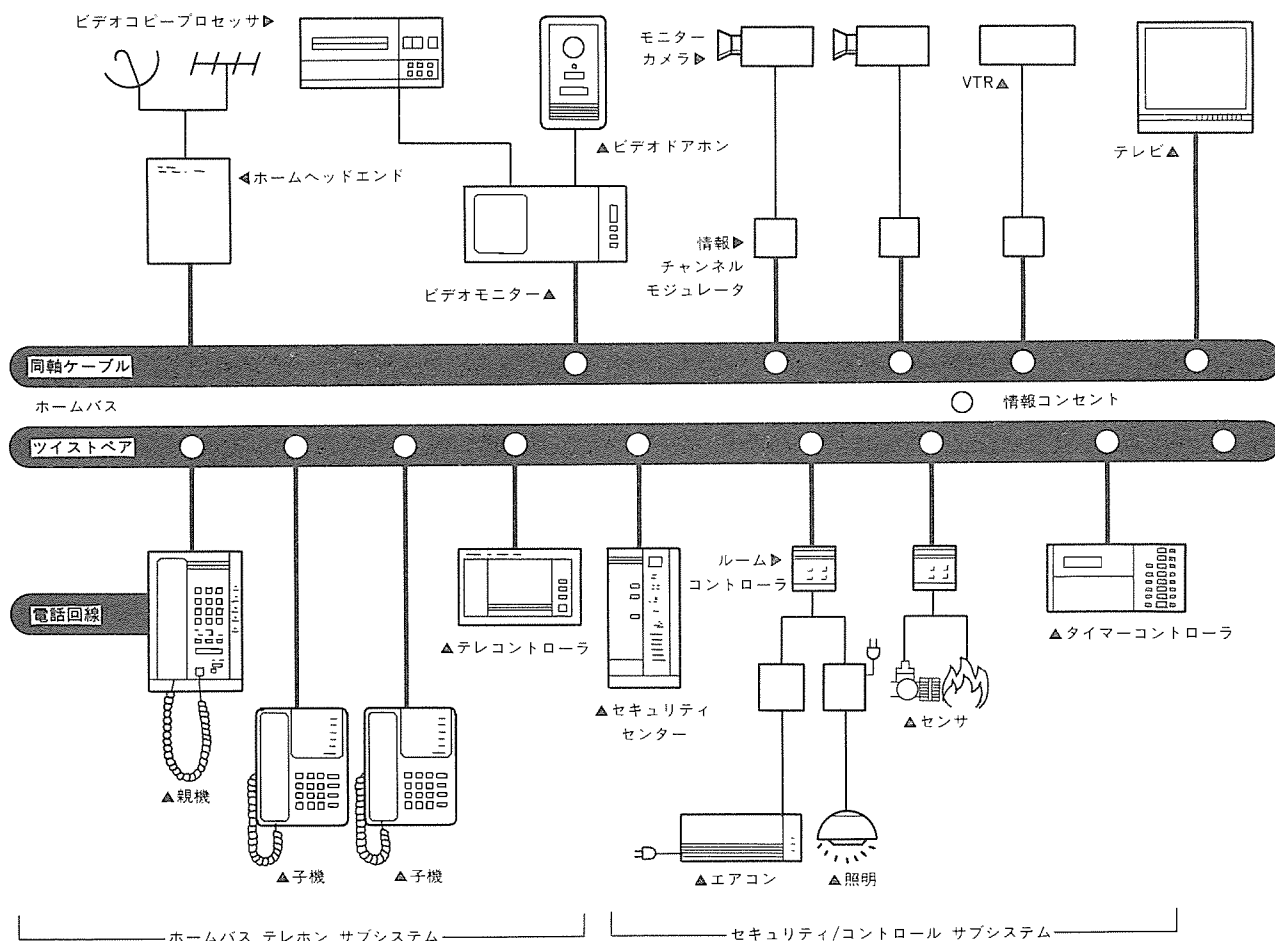 ビデオコピープロセッサ▶
モニター
カメラ▶
VTR▲
テレビ▲
▲ビデオドアホン
◀ホームヘッドエンド
情報▶
チャンネル
モジュレータ
ビデオモニター▲
同軸ケーブル
ホームバス
○ 情報コンセント
ツイストペア
電話回線
ルーム▶
コントローラ
▲テレコントローラ
▲タイマーコントローラ
▲セキュリティ
センター
▲センサ
▲親機
▲子機
▲子機
▲エアコン
▲照明
ホームバス テレホン サブシステム
セキュリティ/コントロール サブシステム